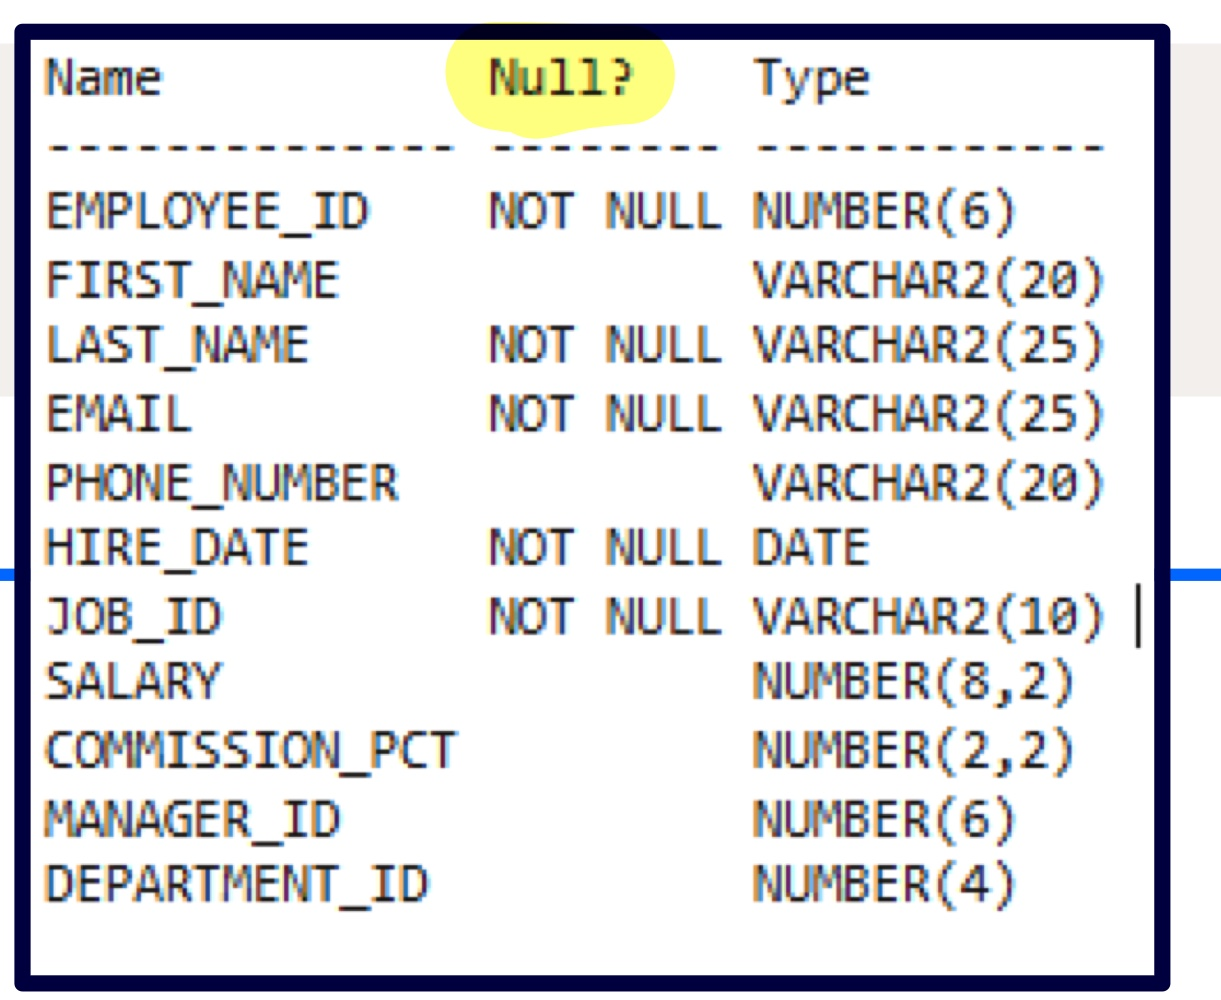 Name Null? Type
-------------- -------- ------------
EMPLOYEE_ID NOT NULL NUMBER(6)
FIRST_NAME VARCHAR2(20)
LAST_NAME NOT NULL VARCHAR2(25)
EMAIL NOT NULL VARCHAR2(25)
PHONE_NUMBER VARCHAR2(20)
HIRE_DATE NOT NULL DATE
JOB_ID NOT NULL VARCHAR2(10)
SALARY NUMBER(8,2)
COMMISSION_PCT NUMBER(2,2)
MANAGER_ID NUMBER(6)
DEPARTMENT_ID NUMBER(4)